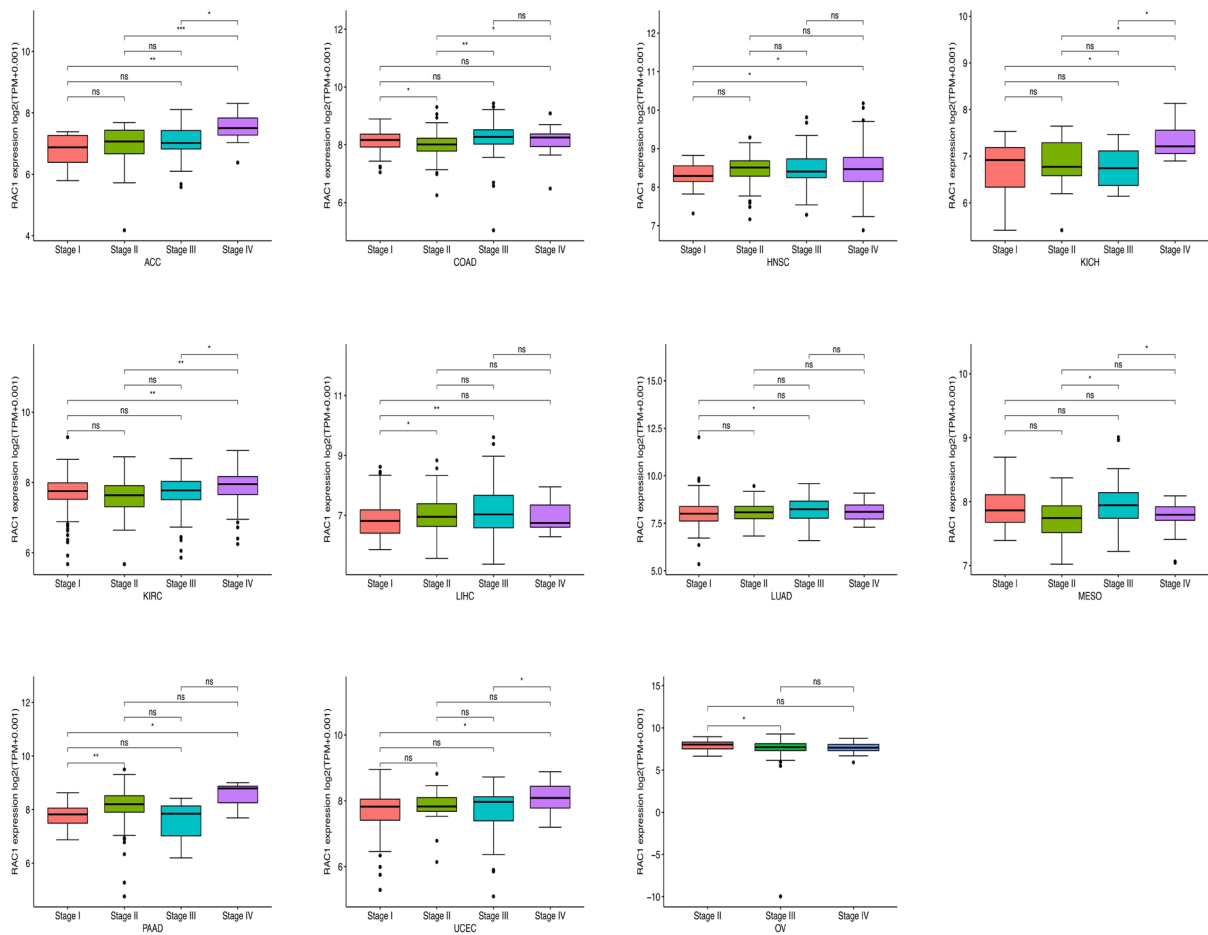 RAC1 expression log2(TPM+0.001)
10
8
6
4
*
***
ns
**
ns
ns
Stage I Stage II Stage III Stage IV
ACC
RAC1 expression log2(TPM+0.001)
12
10
8
6
ns
*
**
ns
ns
*
Stage I Stage II Stage III Stage IV
COAD
RAC1 expression log2(TPM+0.001)
12
11
10
9
8
7
ns
ns
ns
*
*
ns
Stage I Stage II Stage III Stage IV
HNSC
RAC1 expression log2(TPM+0.001)
10
9
8
7
6
*
*
ns
*
ns
ns
Stage I Stage II Stage III Stage IV
KICH
RAC1 expression log2(TPM+0.001)
10
8
6
*
**
ns
**
ns
ns
Stage I Stage II Stage III Stage IV
KIRC
RAC1 expression log2(TPM+0.001)
11
9
7
ns
ns
ns
ns
**
*
Stage I Stage II Stage III Stage IV
LIHC
RAC1 expression log2(TPM+0.001)
15.0
12.5
10.0
7.5
5.0
ns
ns
ns
ns
*
ns
Stage I Stage II Stage III Stage IV
LUAD
RAC1 expression log2(TPM+0.001)
10
9
8
7
*
ns
*
ns
ns
ns
Stage I Stage II Stage III Stage IV
MESO
RAC1 expression log2(TPM+0.001)
12
10
8
6
ns
ns
ns
*
ns
**
Stage I Stage II Stage III Stage IV
PAAD
RAC1 expression log2(TPM+0.001)
10
8
6
*
ns
ns
*
ns
ns
Stage I Stage II Stage III Stage IV
UCEC
RAC1 expression log2(TPM+0.001)
15
10
5
0
−5
−10
ns
ns
*
Stage II Stage III Stage IV
OV